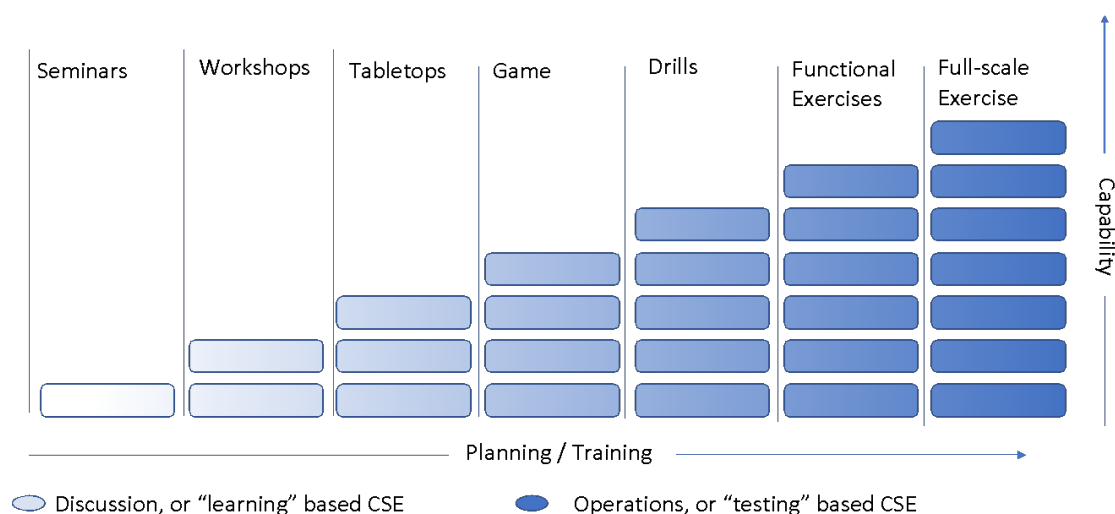 Seminars
Workshops
Tabletops
Game
Drills
Functional
Exercises
Full-scale
Exercise
Capability
Planning / Training
Discussion, or “learning” based CSE
Operations, or “testing” based CSE